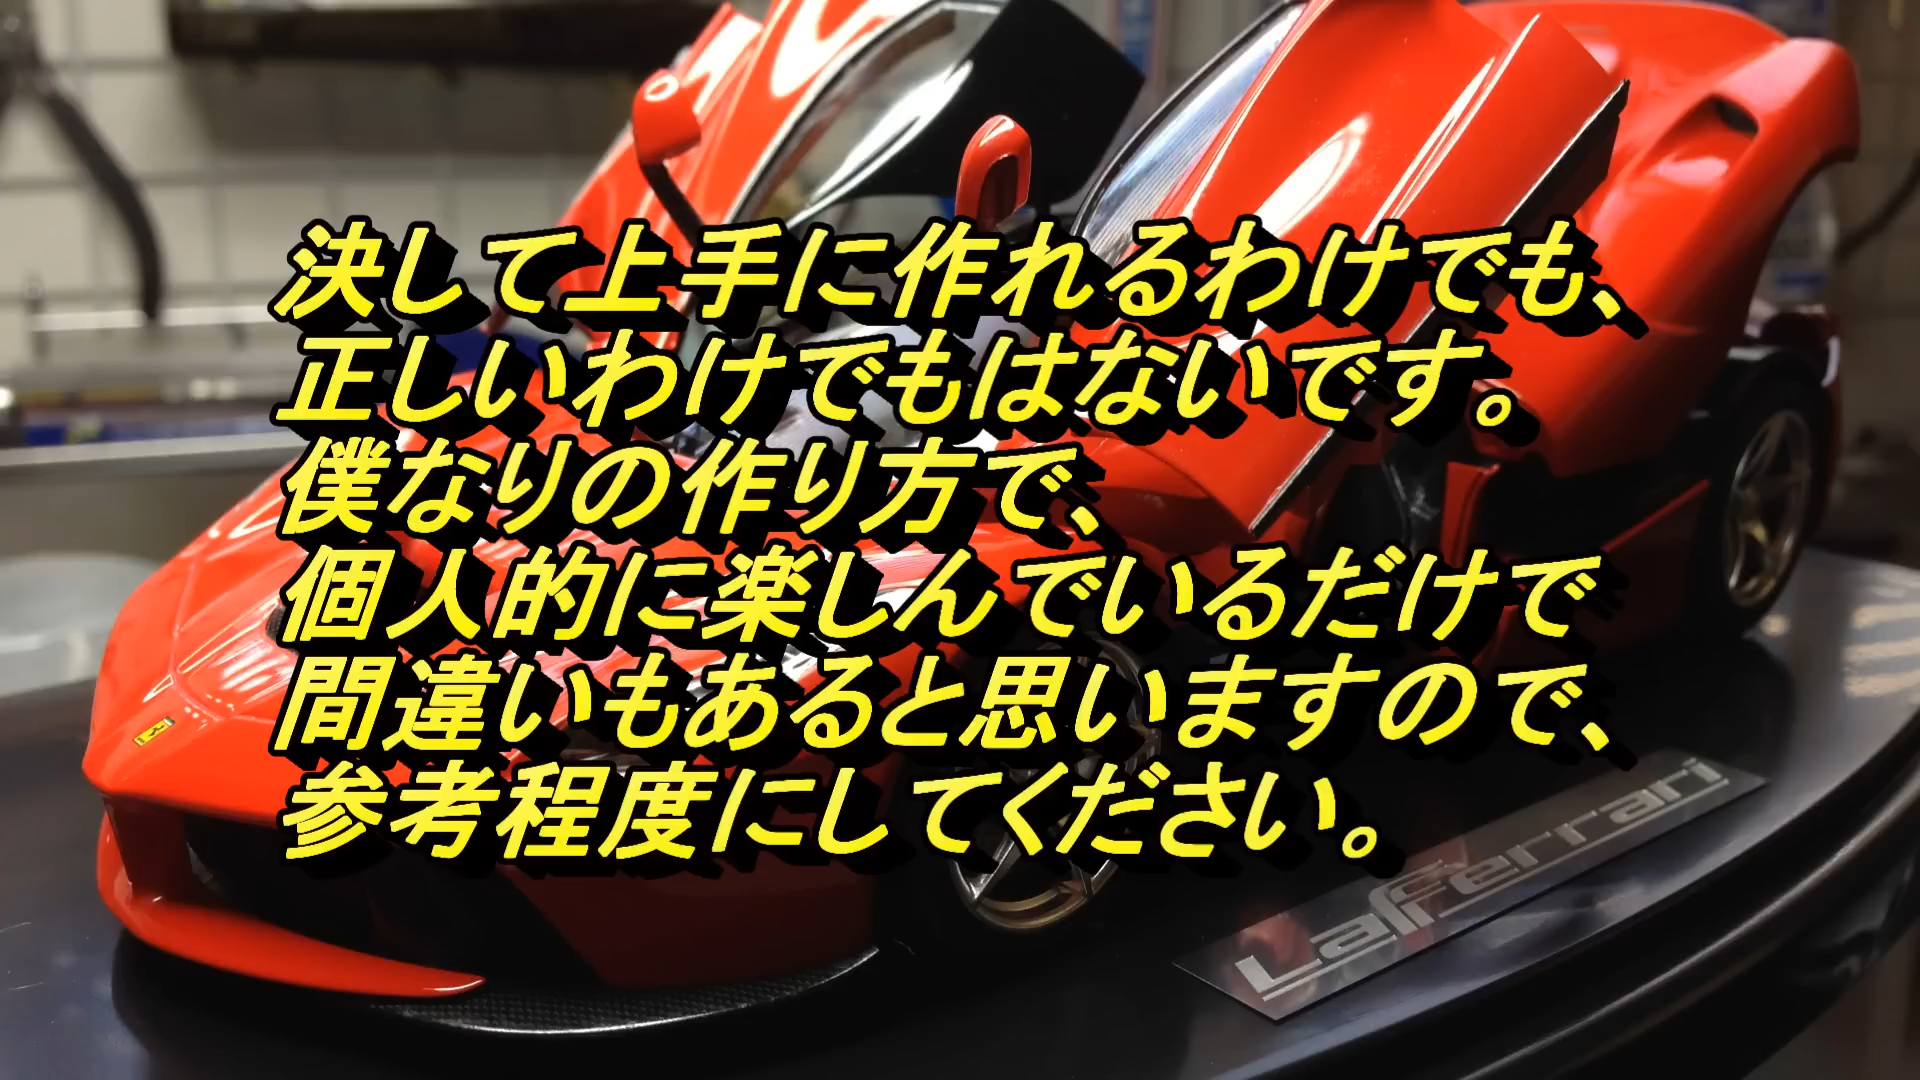 決して上手に作れるわけでも、
正しいわけでもはないです。
僕なりの作り方で、
個人的に楽しんでいるだけで
間違いもあると思いますので、
参考程度にしてください。
LaFerrari